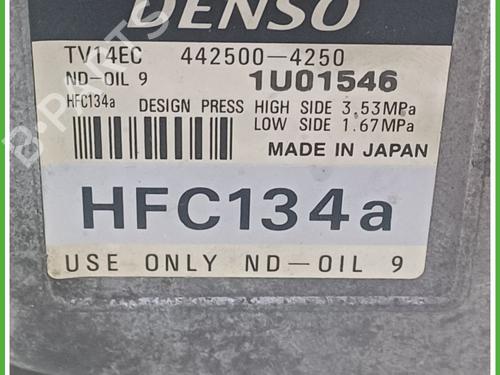 DENSO
TV14EC 442500-4250
ND-OIL 9 1U01546
HFC134a DESIGN PRESS HIGH SIDE 3.53MPa
LOW SIDE 1.67MPa
MADE IN JAPAN
HFC134a
USE ONLY ND-OIL 9
B-PARTS